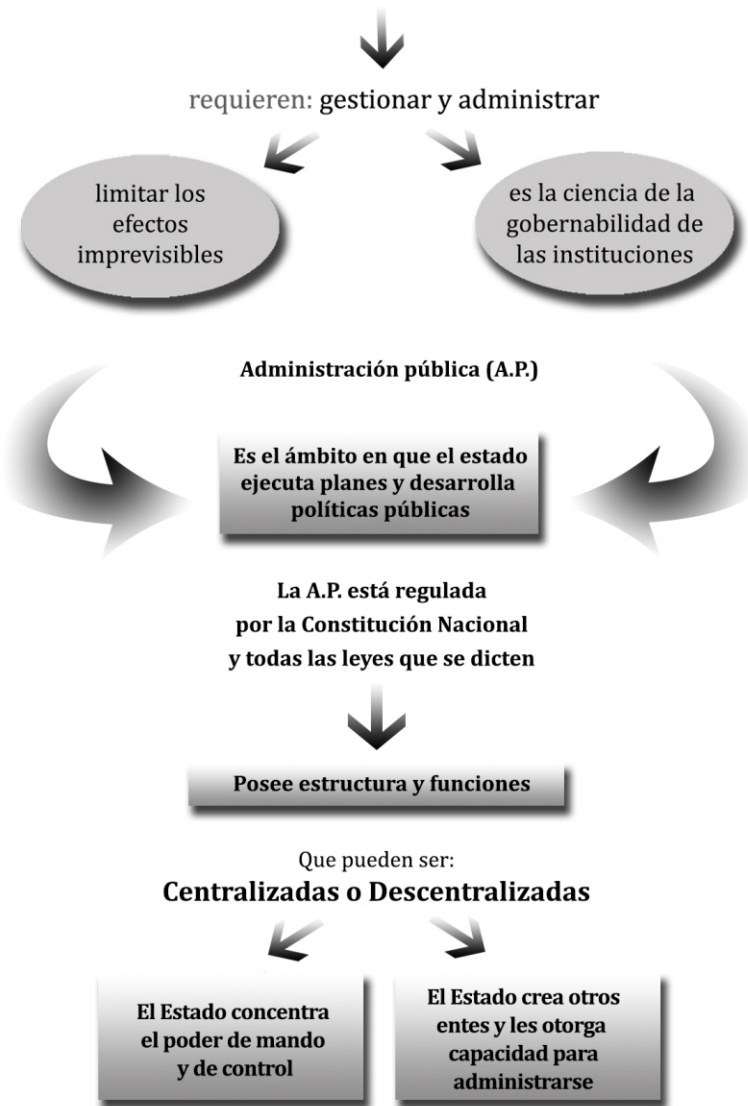 requieren: gestionar y administrar
limitar los
efectos
imprevisibles
es la ciencia de la
gobernabilidad de
las instituciones
Administración pública (A.P.)
Es el ámbito en que el estado
ejecuta planes y desarrolla
políticas públicas
La A.P. está regulada
por la Constitución Nacional
y todas las leyes que se dicten
Posee estructura y funciones
Que pueden ser:
Centralizadas o Descentralizadas
El Estado concentra
el poder de mando
y de control
El Estado crea otros
entes y les otorga
capacidad para
administrarse